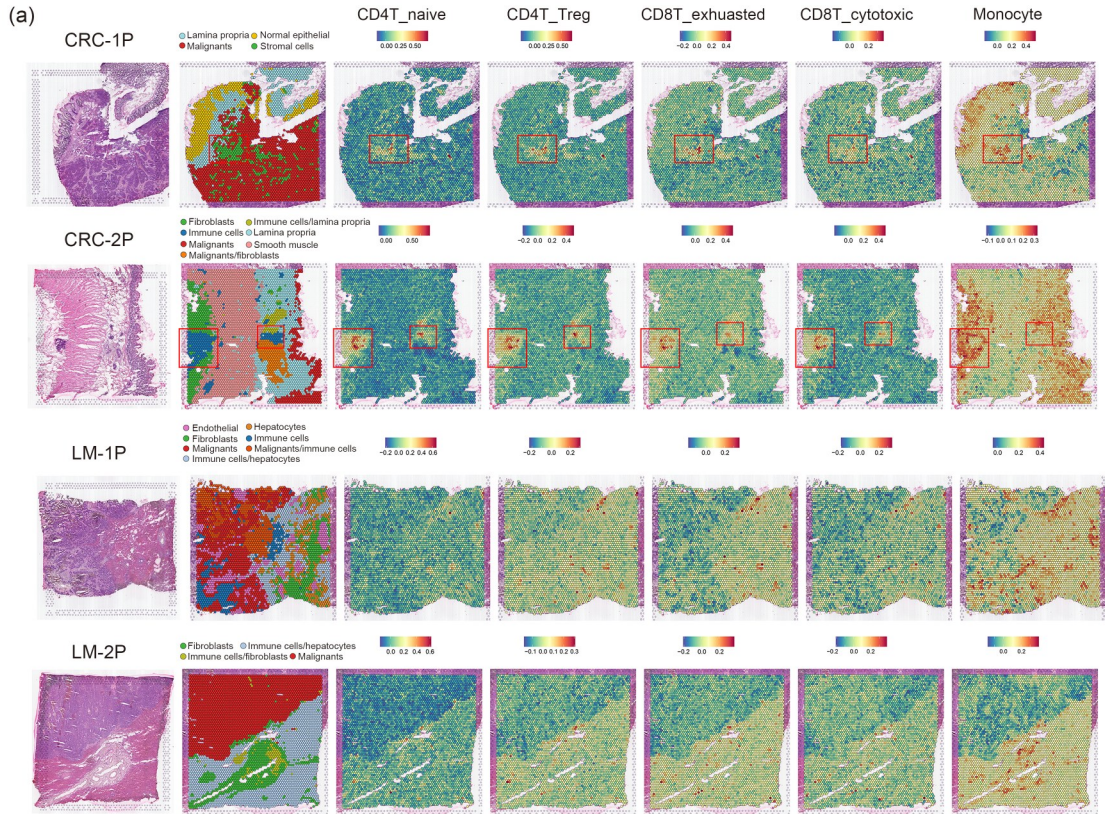 (a)
CD4T_naive CD4T_Treg CD8T_exhuasted CD8T_cytotoxic Monocyte
CRC-1P
Lamina propria Normal epithelial
Malignants Stromal cells
0.00 0.25 0.50 0.00 0.25 0.50 −0.2 0.0 0.2 0.4 0.0 0.2 0.0 0.2 0.4
CRC-2P
Fibroblasts Immune cells/lamina propria
Immune cells Lamina propria
Malignants Smooth muscle
Malignants/fibroblasts
0.00 0.50 −0.2 0.0 0.2 0.4 0.0 0.2 0.4 0.0 0.2 0.4 −0.1 0.0 0.1 0.2 0.3
LM-1P
Endothelial Hepatocytes
Fibroblasts Immune cells
Malignants Malignants/immune cells
Immune cells/hepatocytes
−0.2 0.0 0.2 0.4 0.6 0.0 0.2 0.0 0.2 0.0 0.2 0.0 0.2 0.4
LM-2P
Fibroblasts Immune cells/hepatocytes
Immune cells/fibroblasts Malignants
0.0 0.2 0.4 0.6 −0.1 0.0 0.1 0.2 0.3 −0.2 0.0 0.2 −0.2 0.0 0.2 0.0 0.2